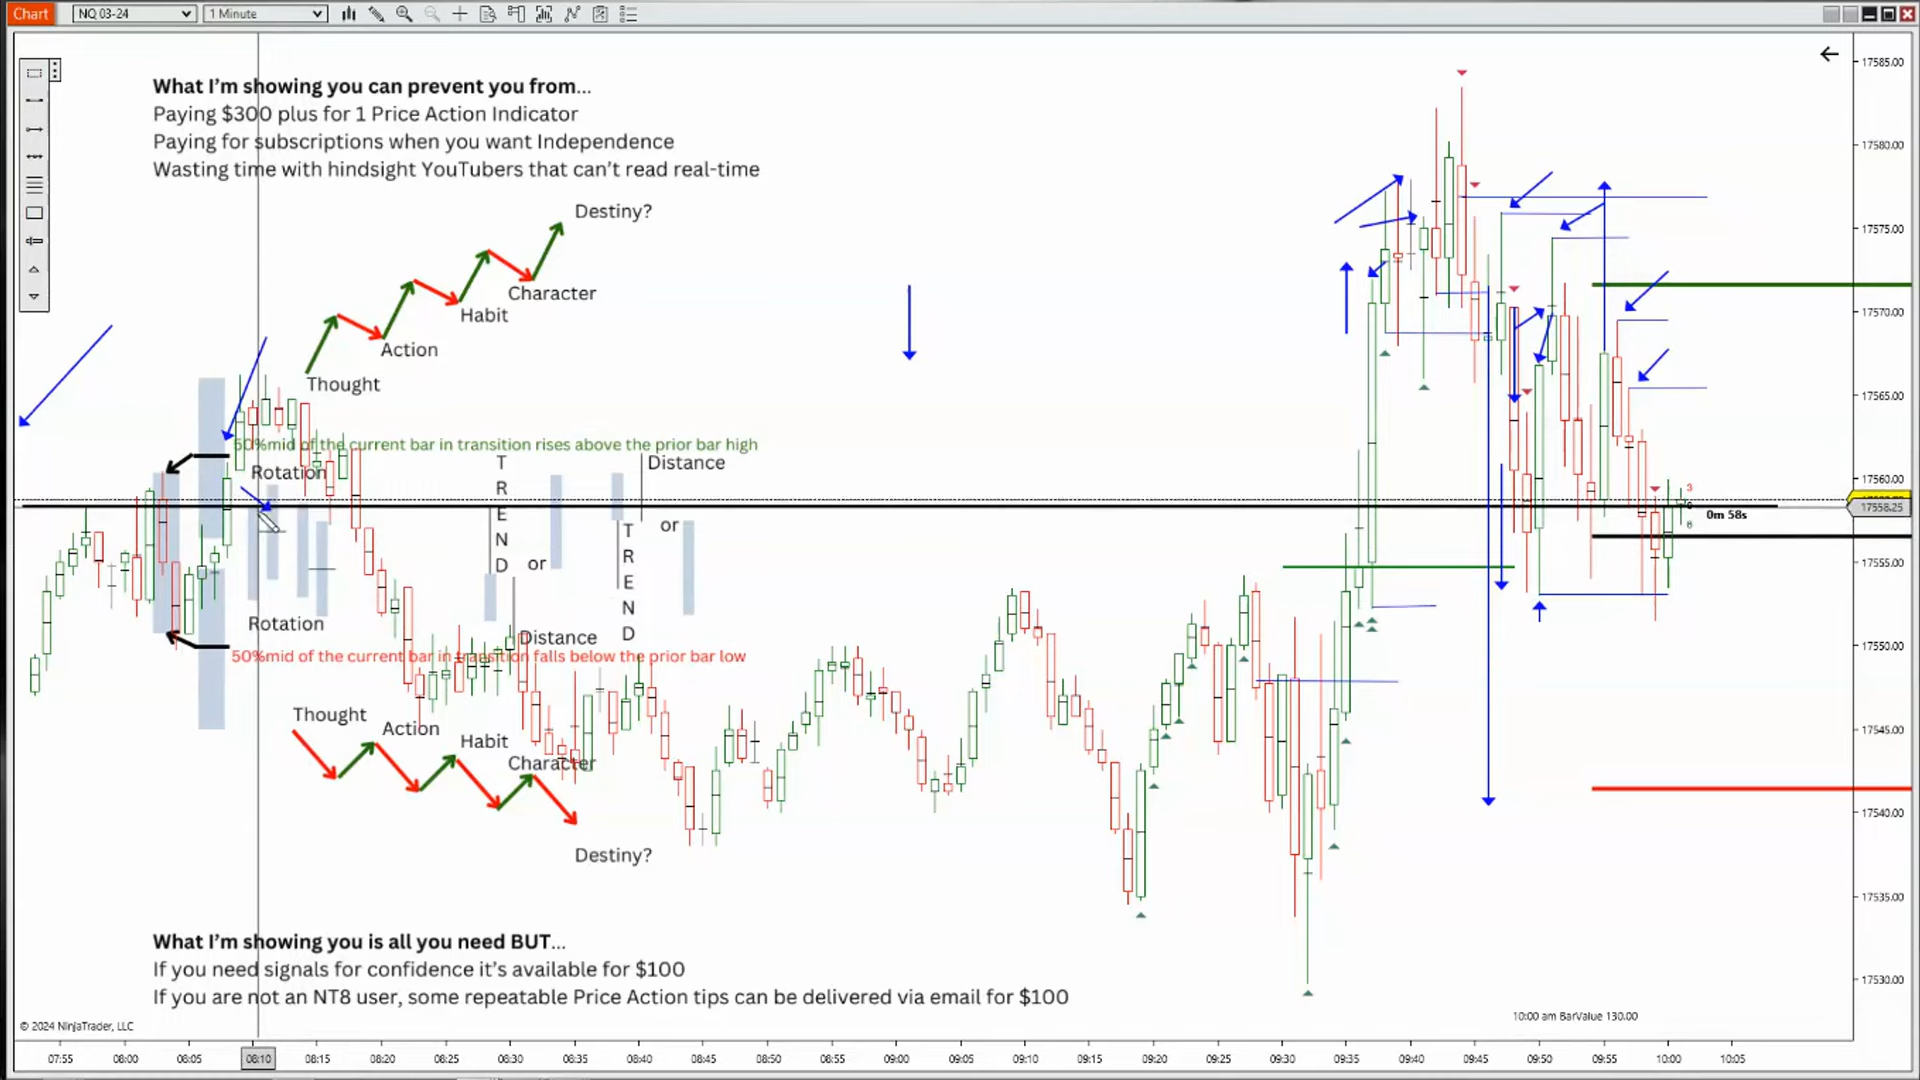 Chart
NQ 03-24
1 Minute
What I'm showing you can prevent you from...
Paying $300 plus for 1 Price Action Indicator
Paying for subscriptions when you want Independence
Wasting time with hindsight YouTubers that can't read real-time
Destiny?
Character
Habit
Action
Thought
50%mid of the current bar in transition rises above the prior bar high
Rotation
TREND
or
Distance
or
TREND
Rotation
Distance
50%mid of the current bar in transition falls below the prior bar low
Thought
Action
Habit
Character
Destiny?
What I'm showing you is all you need BUT...
If you need signals for confidence it's available for $100
If you are not an NT8 user, some repeatable Price Action tips can be delivered via email for $100
© 2024 NinjaTrader, LLC
10:00 am BarValue 130.00
3
8
0m 58s
17585.00
17580.00
17575.00
17570.00
17565.00
17560.00
17558.25
17555.00
17550.00
17545.00
17540.00
17535.00
17530.00
07:55 08:00 08:05 08:10 08:15 08:20 08:25 08:30 08:35 08:40 08:45 08:50 08:55 09:00 09:05 09:10 09:15 09:20 09:25 09:30 09:35 09:40 09:45 09:50 09:55 10:00 10:05